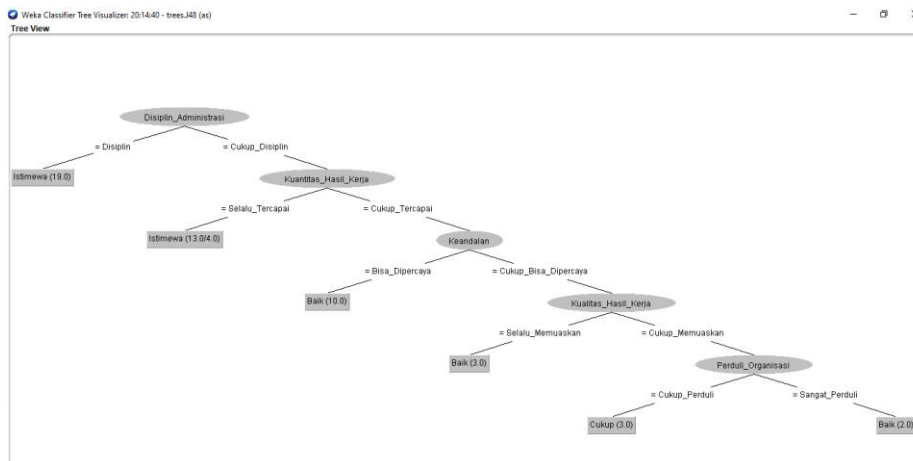 Weka Classifier Tree Visualizer: 20:14:40 - trees.J48 (as)
Tree View
Disiplin_Administrasi
= Disiplin
= Cukup_Disiplin
Istimewa (19.0)
Kuantitas_Hasil_Kerja
= Selalu_Tercapai
= Cukup_Tercapai
Istimewa (13.0/4.0)
Keandalan
= Bisa_Dipercaya
= Cukup_Bisa_Dipercaya
Baik (10.0)
Kualitas_Hasil_Kerja
= Selalu_Memuaskan
= Cukup_Memuaskan
Baik (3.0)
Perduli_Organisasi
= Cukup_Perduli
= Sangat_Perduli
Cukup (3.0)
Baik (2.0)